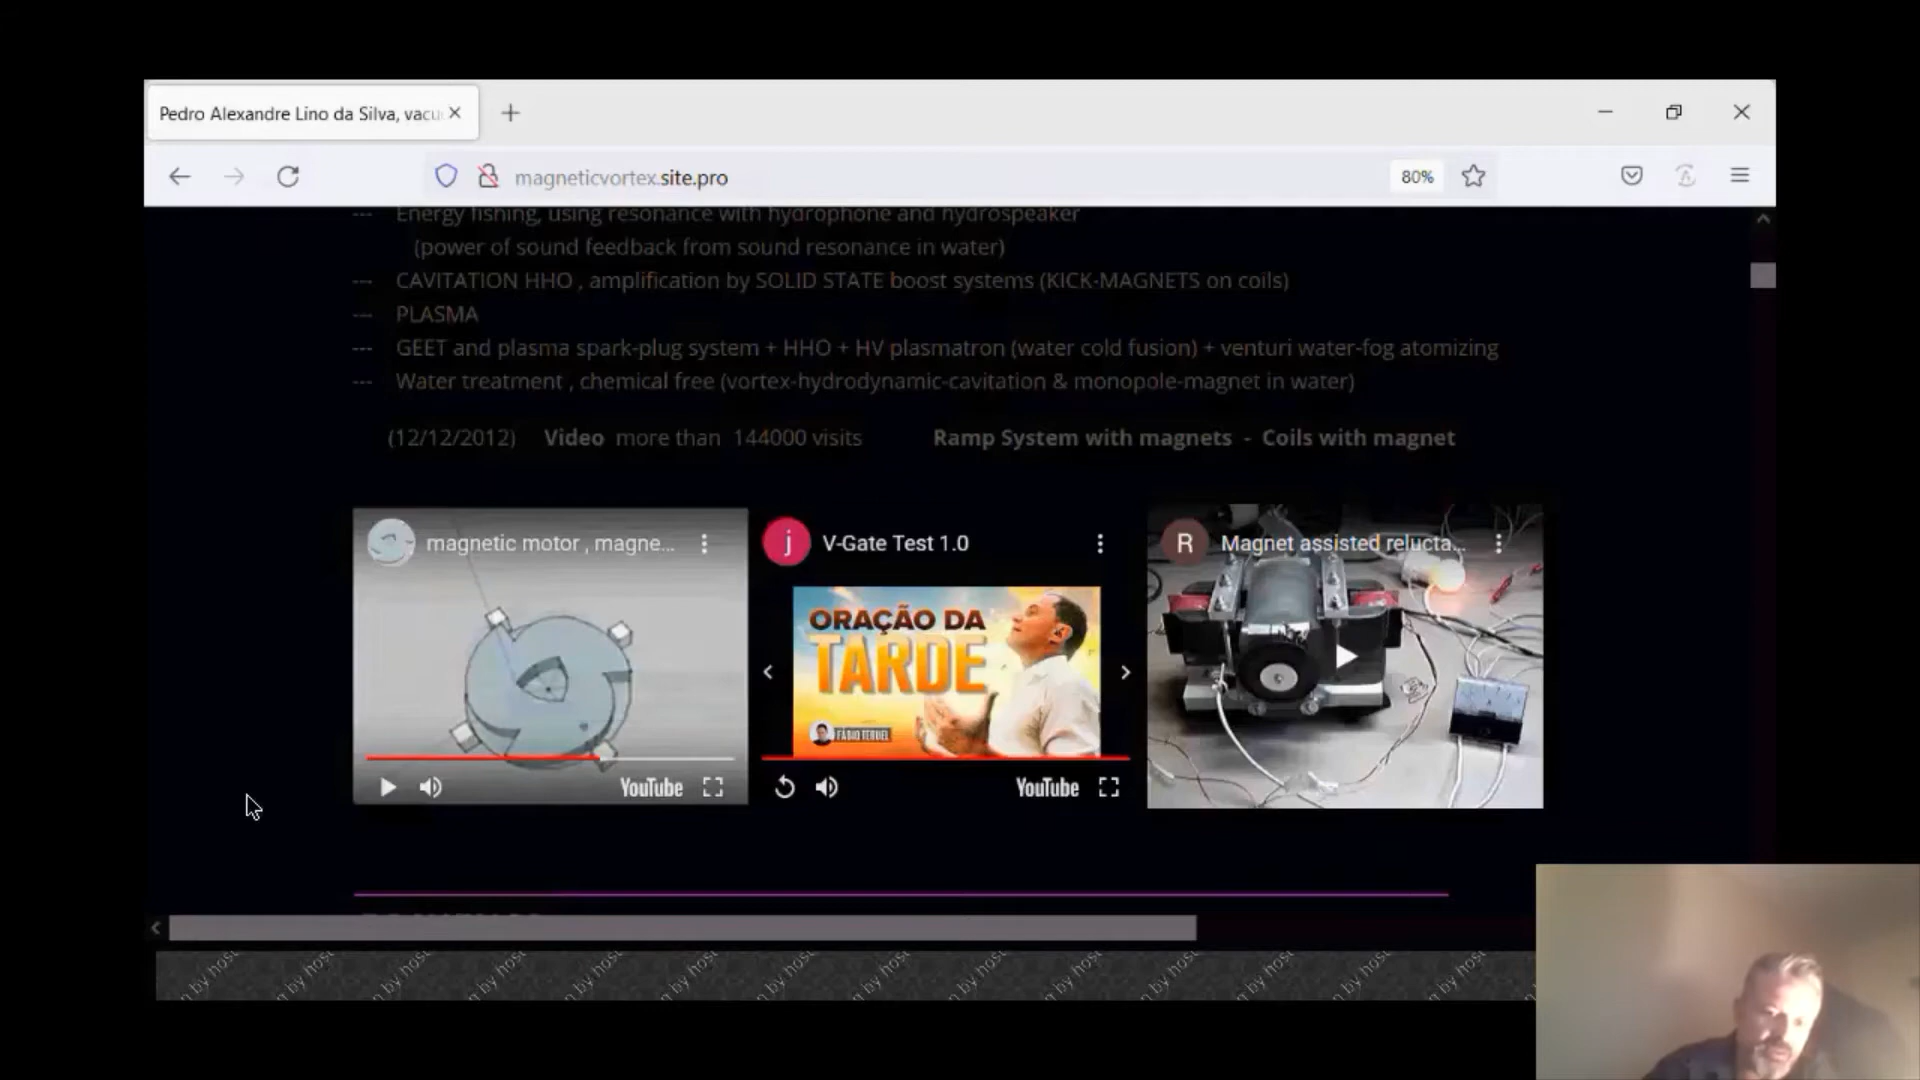 Pedro Alexandre Lino da Silva, vacu
magneticvortex.site.pro
80%
--- Energy fishing, using resonance with hydrophone and hydrospeaker
(power of sound feedback from sound resonance in water)
--- CAVITATION HHO , amplification by SOLID STATE boost systems (KICK-MAGNETS on coils)
--- PLASMA
--- GEET and plasma spark-plug system + HHO + HV plasmatron (water cold fusion) + venturi water-fog atomizing
--- Water treatment , chemical free (vortex-hydrodynamic-cavitation & monopole-magnet in water)
(12/12/2012) Video more than 144000 visits Ramp System with magnets - Coils with magnet
magnetic motor , magne...
j V-Gate Test 1.0
R Magnet assisted relucta...
ORAÇÃO DA
TARDE
FÁBIO TERUEL
YouTube
YouTube